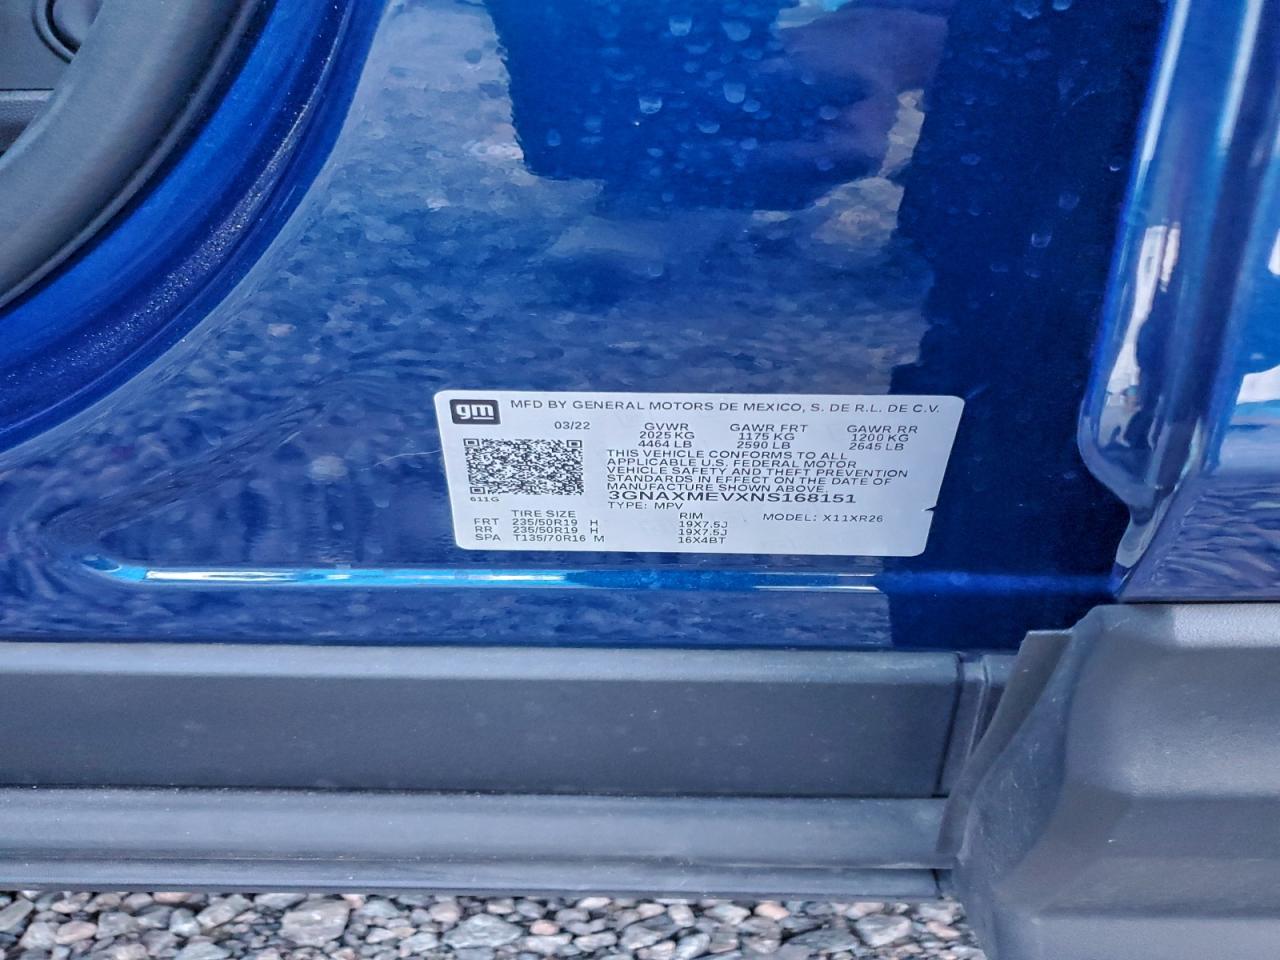 gm MFD BY GENERAL MOTORS DE MEXICO, S. DE R.L. DE C.V.
03/22 GVWR GAWR FRT GAWR RR
2025 KG 1175 KG 1200 KG
4464 LB 2590 LB 2645 LB
THIS VEHICLE CONFORMS TO ALL
APPLICABLE U.S. FEDERAL MOTOR
VEHICLE SAFETY AND THEFT PREVENTION
STANDARDS IN EFFECT ON THE DATE OF
MANUFACTURE SHOWN ABOVE
611G 3GNAXMEVXNS168151
TYPE: MPV
TIRE SIZE RIM MODEL: X11XR26
FRT 235/50R19 H 19X7.5J
RR 235/50R19 H 19X7.5J
SPA T135/70R16 M 16X4BT